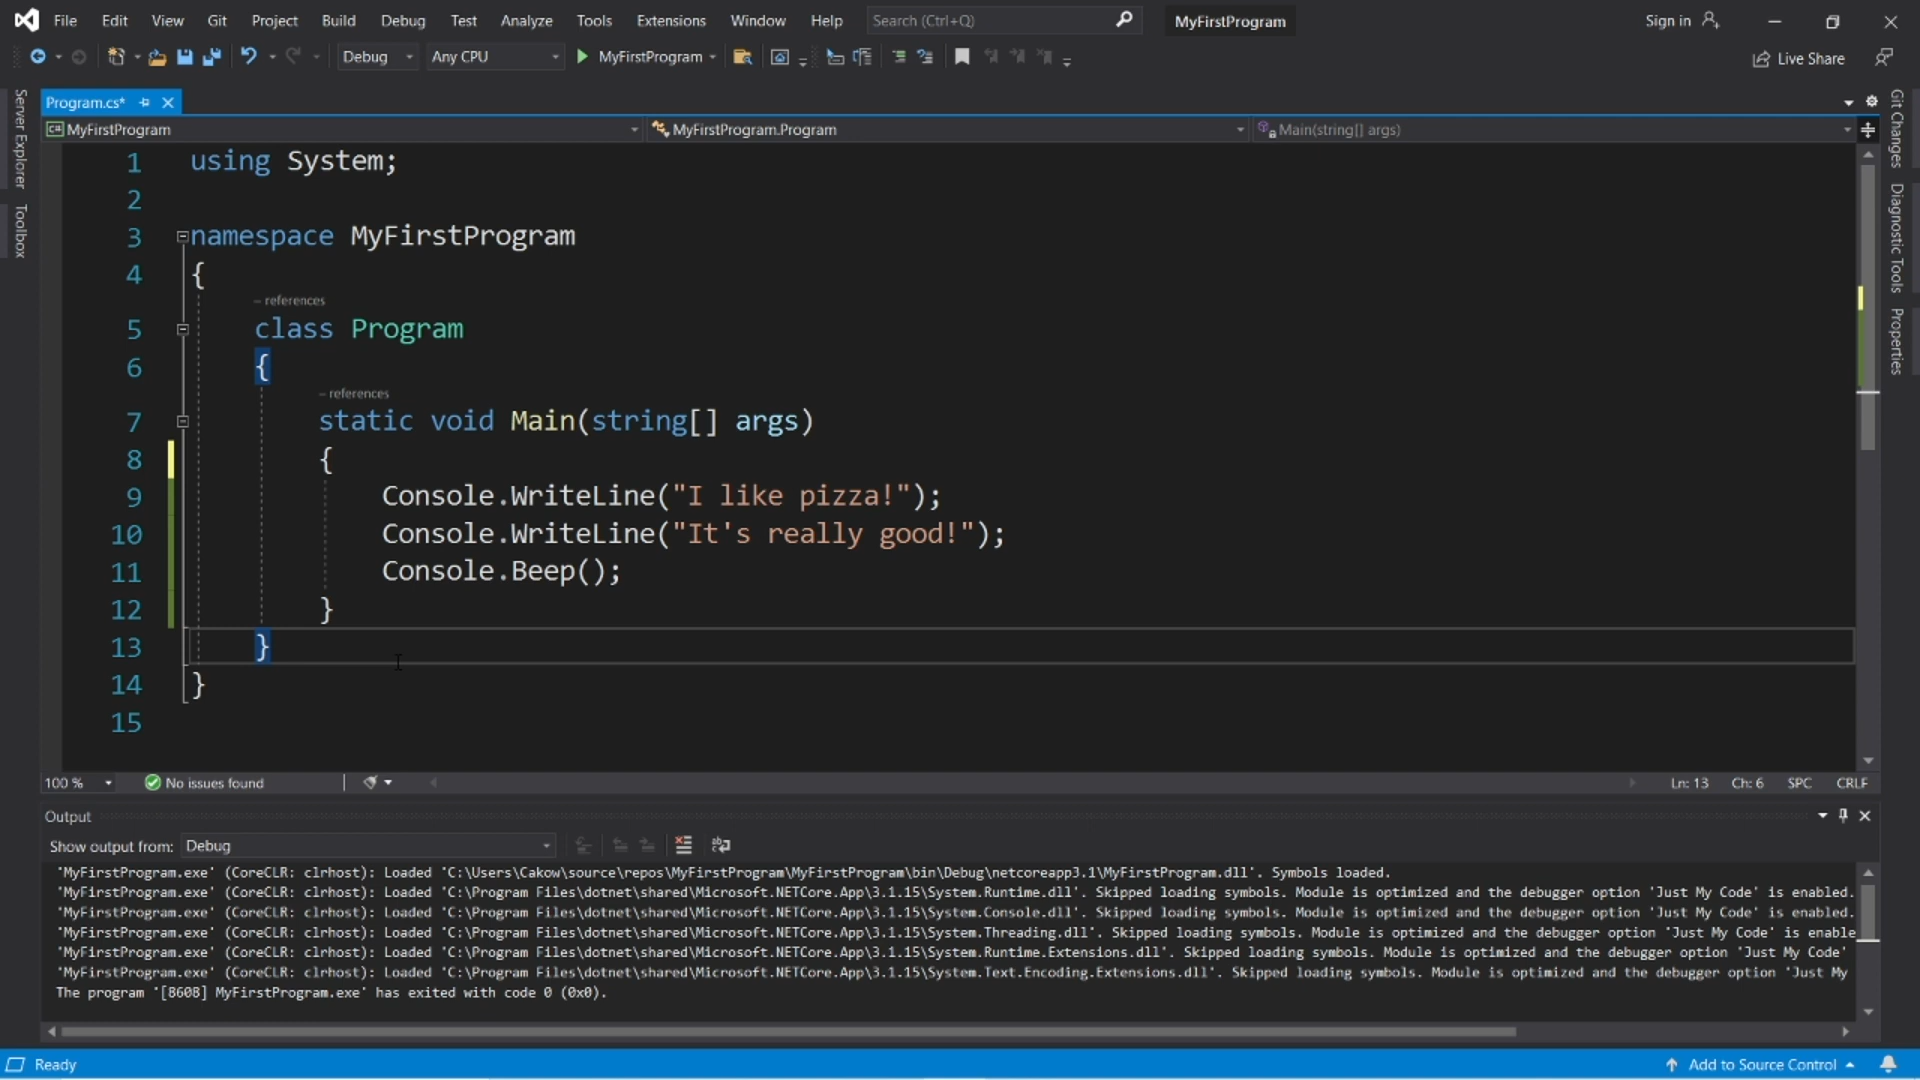 File Edit View Git Project Build Debug Test Analyze Tools Extensions Window Help Search (Ctrl+Q) MyFirstProgram Sign in
Debug Any CPU MyFirstProgram Live Share
Server Explorer
Toolbox
Program.cs*
MyFirstProgram MyFirstProgram.Program Main(string[] args)
1 using System;
2
3 namespace MyFirstProgram
4 {
– references
5 class Program
6 {
– references
7 static void Main(string[] args)
8 {
9 Console.WriteLine("I like pizza!");
10 Console.WriteLine("It's really good!");
11 Console.Beep();
12 }
13 }
14 }
15
Git Changes
Diagnostic Tools
Properties
100 % No issues found Ln: 13 Ch: 6 SPC CRLF
Output
Show output from: Debug
'MyFirstProgram.exe' (CoreCLR: clrhost): Loaded 'C:\Users\Cakow\source\repos\MyFirstProgram\MyFirstProgram\bin\Debug\netcoreapp3.1\MyFirstProgram.dll'. Symbols loaded.
'MyFirstProgram.exe' (CoreCLR: clrhost): Loaded 'C:\Program Files\dotnet\shared\Microsoft.NETCore.App\3.1.15\System.Runtime.dll'. Skipped loading symbols. Module is optimized and the debugger option 'Just My Code' is enabled.
'MyFirstProgram.exe' (CoreCLR: clrhost): Loaded 'C:\Program Files\dotnet\shared\Microsoft.NETCore.App\3.1.15\System.Console.dll'. Skipped loading symbols. Module is optimized and the debugger option 'Just My Code' is enabled.
'MyFirstProgram.exe' (CoreCLR: clrhost): Loaded 'C:\Program Files\dotnet\shared\Microsoft.NETCore.App\3.1.15\System.Threading.dll'. Skipped loading symbols. Module is optimized and the debugger option 'Just My Code' is enable
'MyFirstProgram.exe' (CoreCLR: clrhost): Loaded 'C:\Program Files\dotnet\shared\Microsoft.NETCore.App\3.1.15\System.Runtime.Extensions.dll'. Skipped loading symbols. Module is optimized and the debugger option 'Just My Code'
'MyFirstProgram.exe' (CoreCLR: clrhost): Loaded 'C:\Program Files\dotnet\shared\Microsoft.NETCore.App\3.1.15\System.Text.Encoding.Extensions.dll'. Skipped loading symbols. Module is optimized and the debugger option 'Just My
The program '[8608] MyFirstProgram.exe' has exited with code 0 (0x0).
Ready Add to Source Control